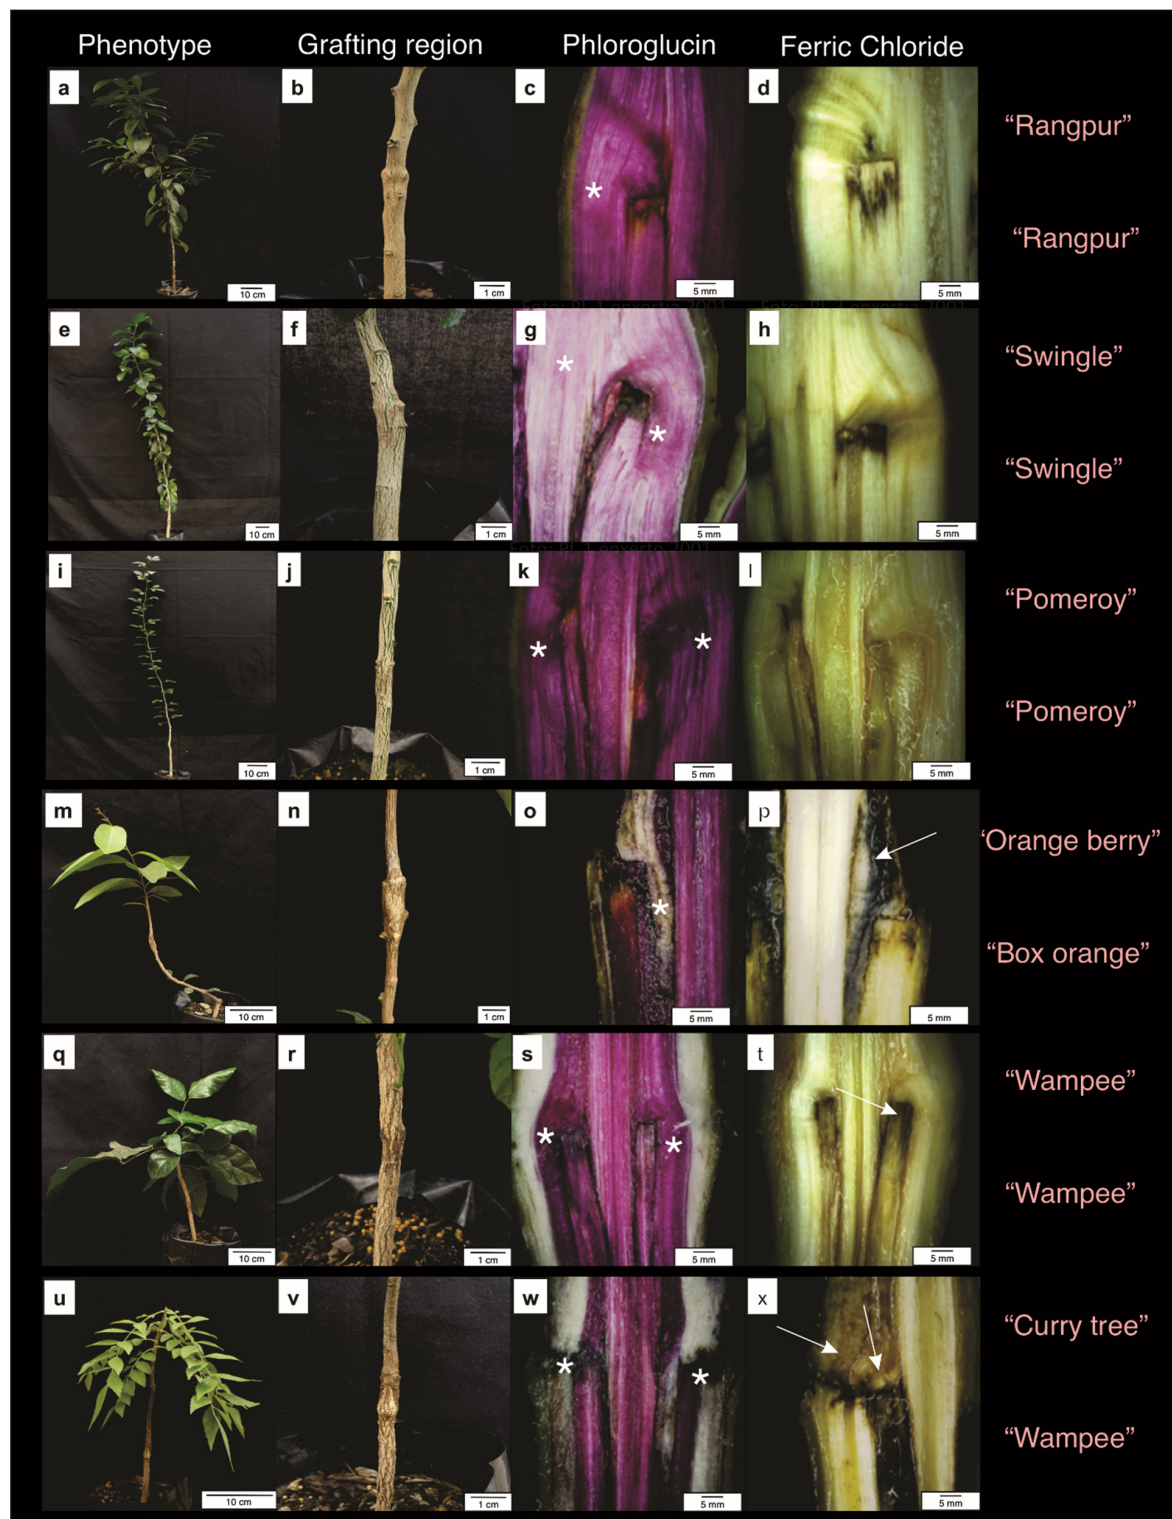 Phenotype Grafting region Phloroglucin Ferric Chloride
a b c d
“Rangpur”
“Rangpur”
10 cm 1 cm 5 mm 5 mm
e f g h
“Swingle”
“Swingle”
10 cm 1 cm 5 mm 5 mm
i j k l
“Pomeroy”
“Pomeroy”
10 cm 1 cm 5 mm 5 mm
m n o p
“Orange berry”
“Box orange”
10 cm 1 cm 5 mm 5 mm
q r s t
“Wampee”
“Wampee”
10 cm 1 cm 5 mm 5 mm
u v w x
“Curry tree”
“Wampee”
10 cm 1 cm 5 mm 5 mm